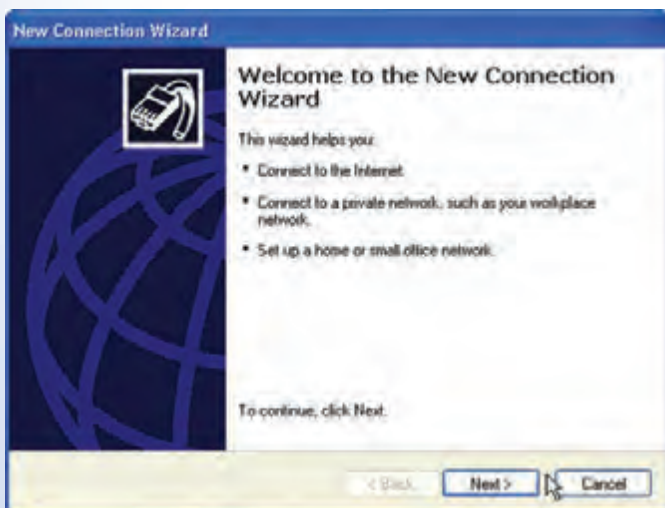 New Connection Wizard
Welcome to the New Connection
Wizard
This wizard helps you:
• Connect to the Internet.
• Connect to a private network, such as your workplace
network.
• Set up a home or small office network.
To continue, click Next.
< Back
Next >
Cancel